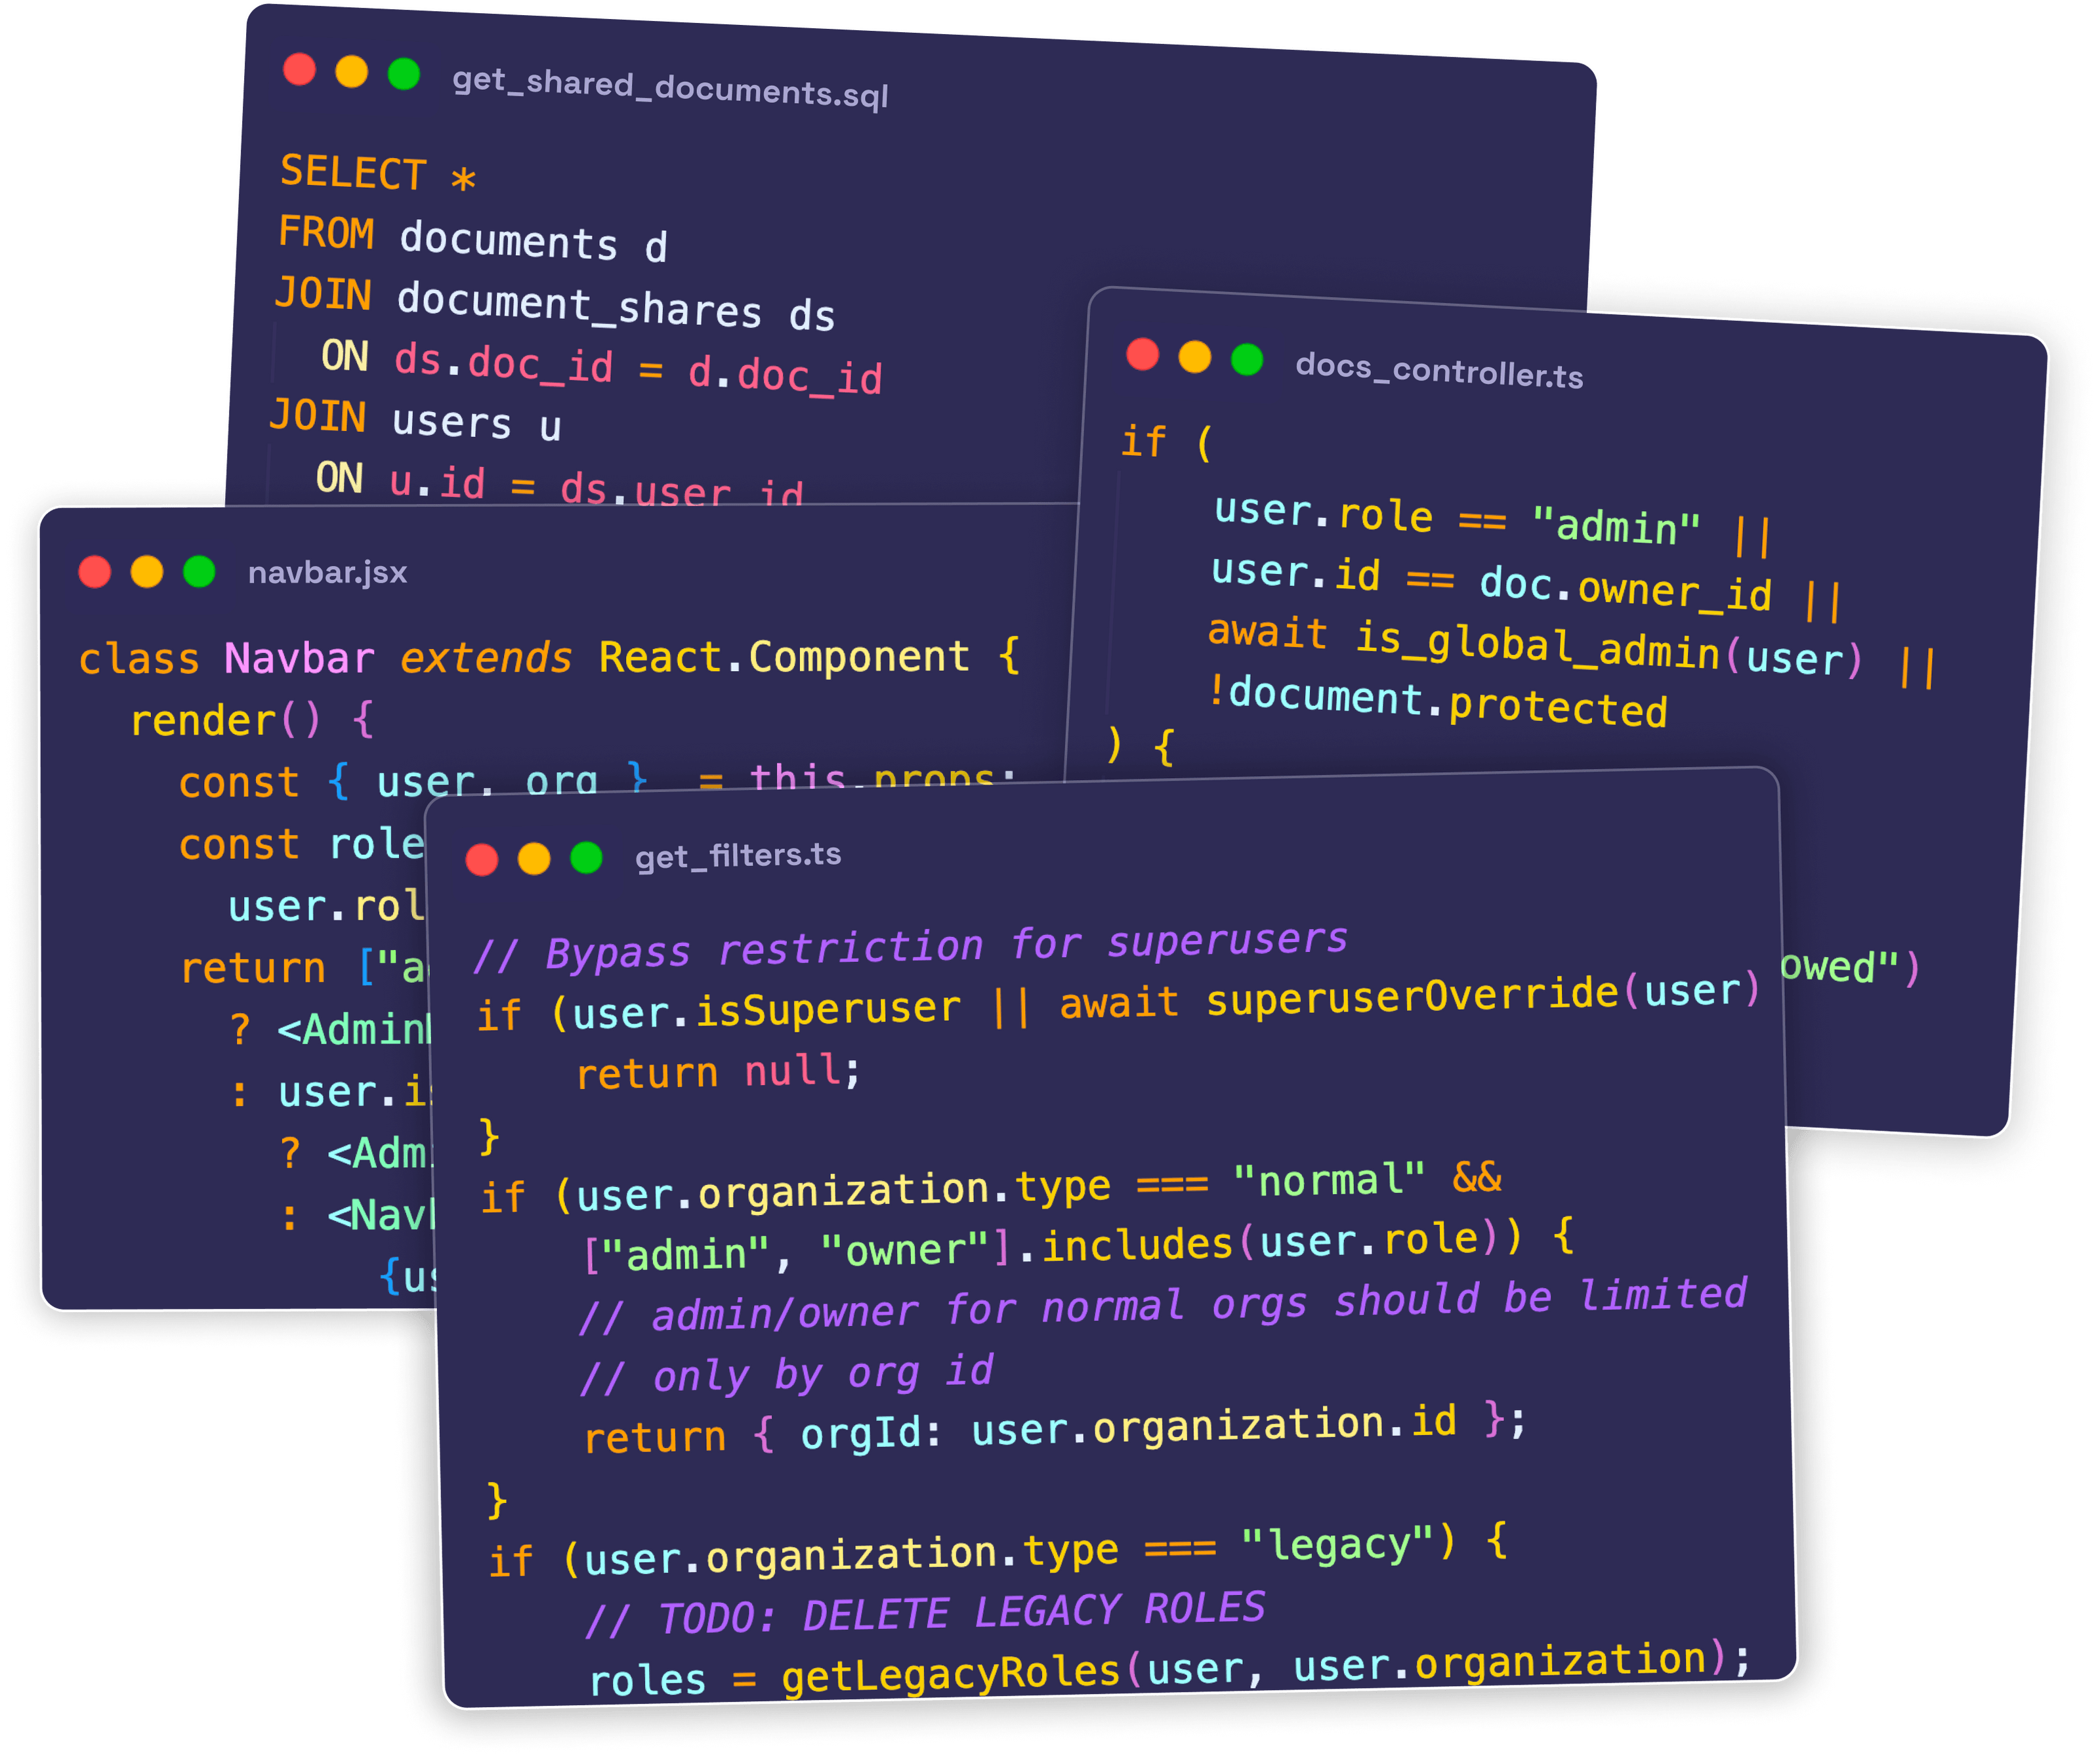 get_shared_documents.sql
SELECT *
FROM documents d
JOIN document_shares ds
ON ds.doc_id = d.doc_id
JOIN users u
ON u.id = ds.user_id
docs_controller.ts
if (
user.role == "admin" ||
user.id == doc.owner_id ||
await is_global_admin(user) ||
!document.protected
) {
owed")
navbar.jsx
class Navbar extends React.Component {
render() {
const { user, org } = this.props;
const role
user.rol
return ["a
? <Admin
: user.is
? <Admi
: <Nav
{us
get_filters.ts
// Bypass restriction for superusers
if (user.isSuperuser || await superuserOverride(user)
return null;
}
if (user.organization.type === "normal" &&
["admin", "owner"].includes(user.role)) {
// admin/owner for normal orgs should be limited
// only by org id
return { orgId: user.organization.id };
}
if (user.organization.type === "legacy") {
// TODO: DELETE LEGACY ROLES
roles = getLegacyRoles(user, user.organization);